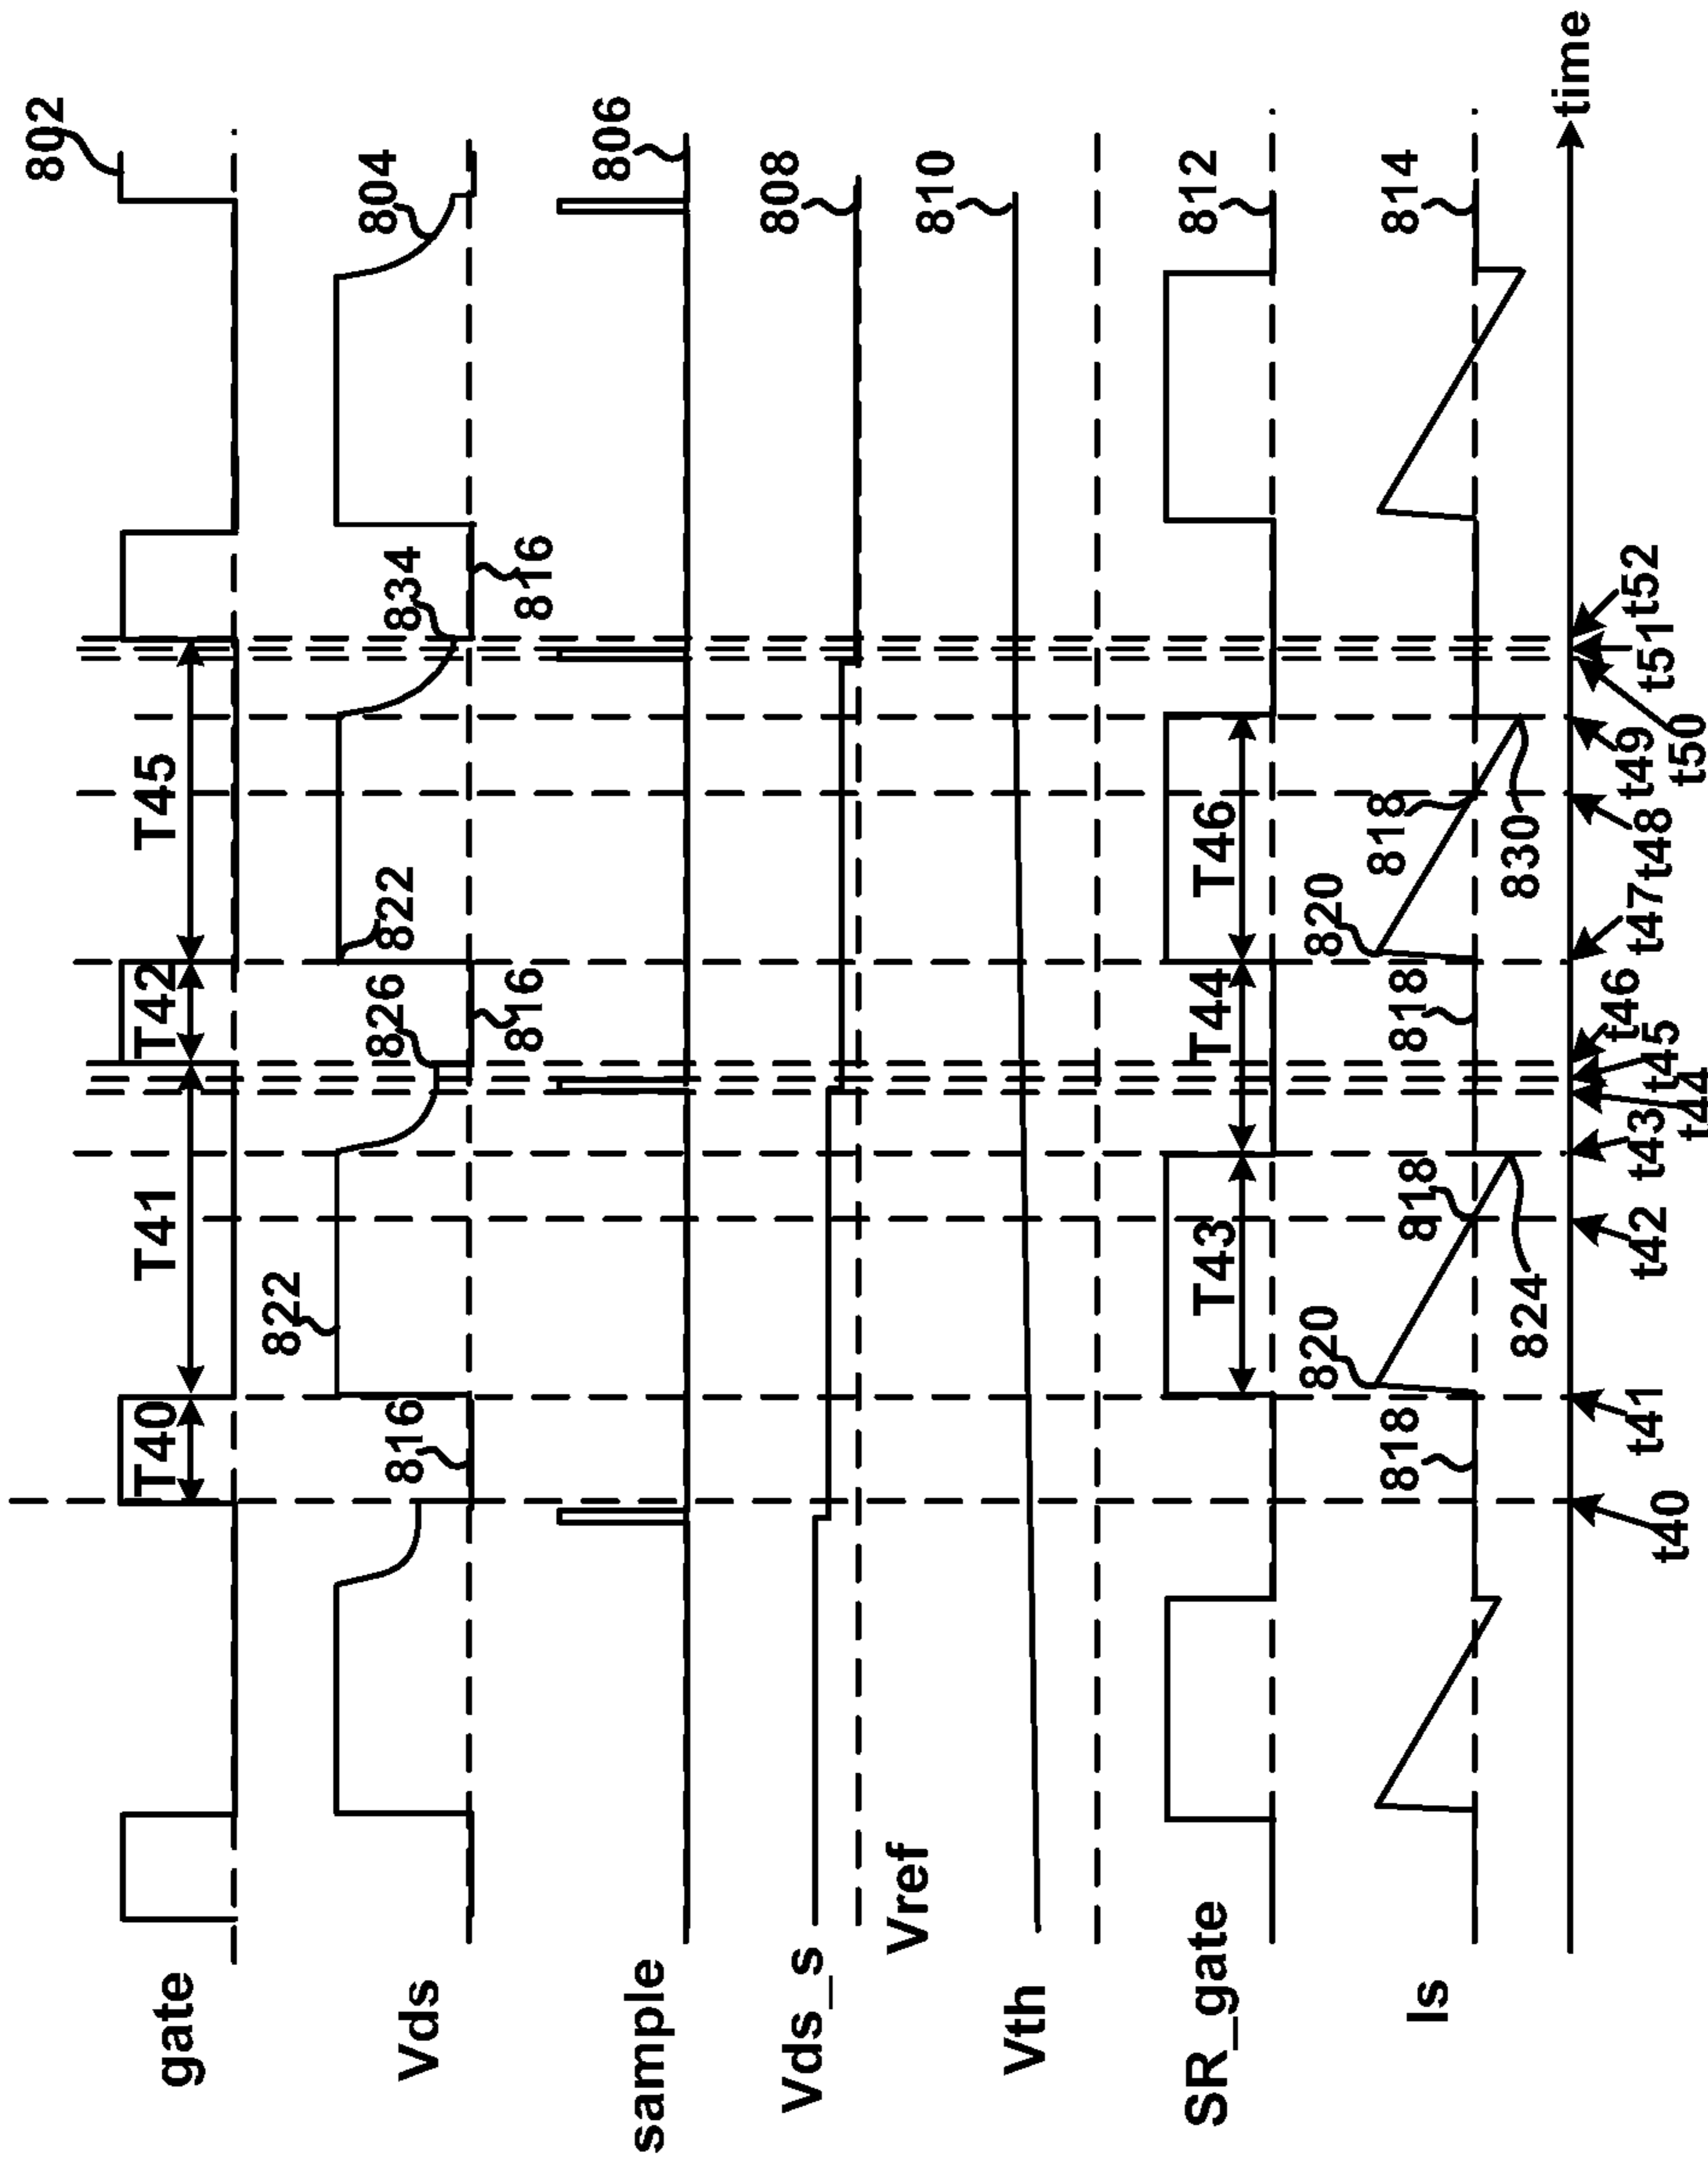 gate
T40
T41
T42
T45
802
Vds
822
816
826
816
822
834
816
804
sample
806
Vds_s
Vref
808
Vth
810
SR_gate
T43
T44
T46
812
Is
818
820
818
824
818
820
818
830
814
t40
t41
t42
t43
t44
t45
t46
t47
t48
t49
t50
t51
t52
time